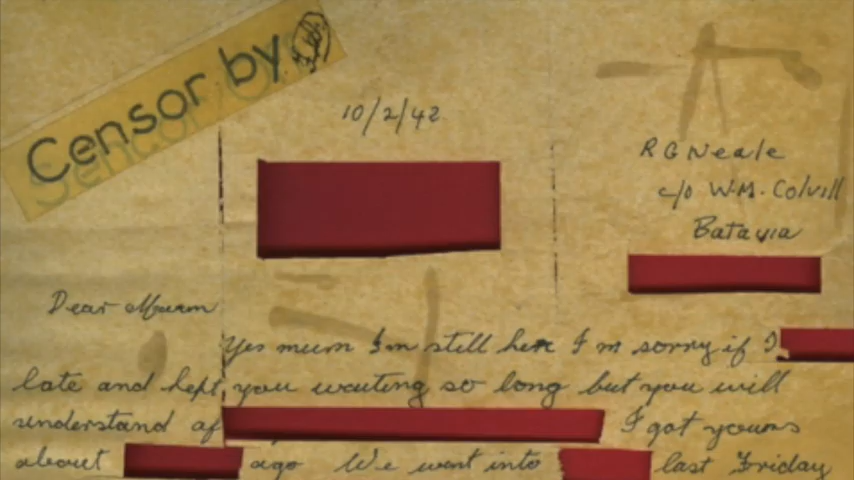 Censor by
10/2/42
R G Neale
c/o W.M. Colvill
Batavia
Dear Mum
Yes mum I'm still here I'm sorry if I
late and kept you waiting so long but you will
understand af
I got yours
about ago We went into last Friday